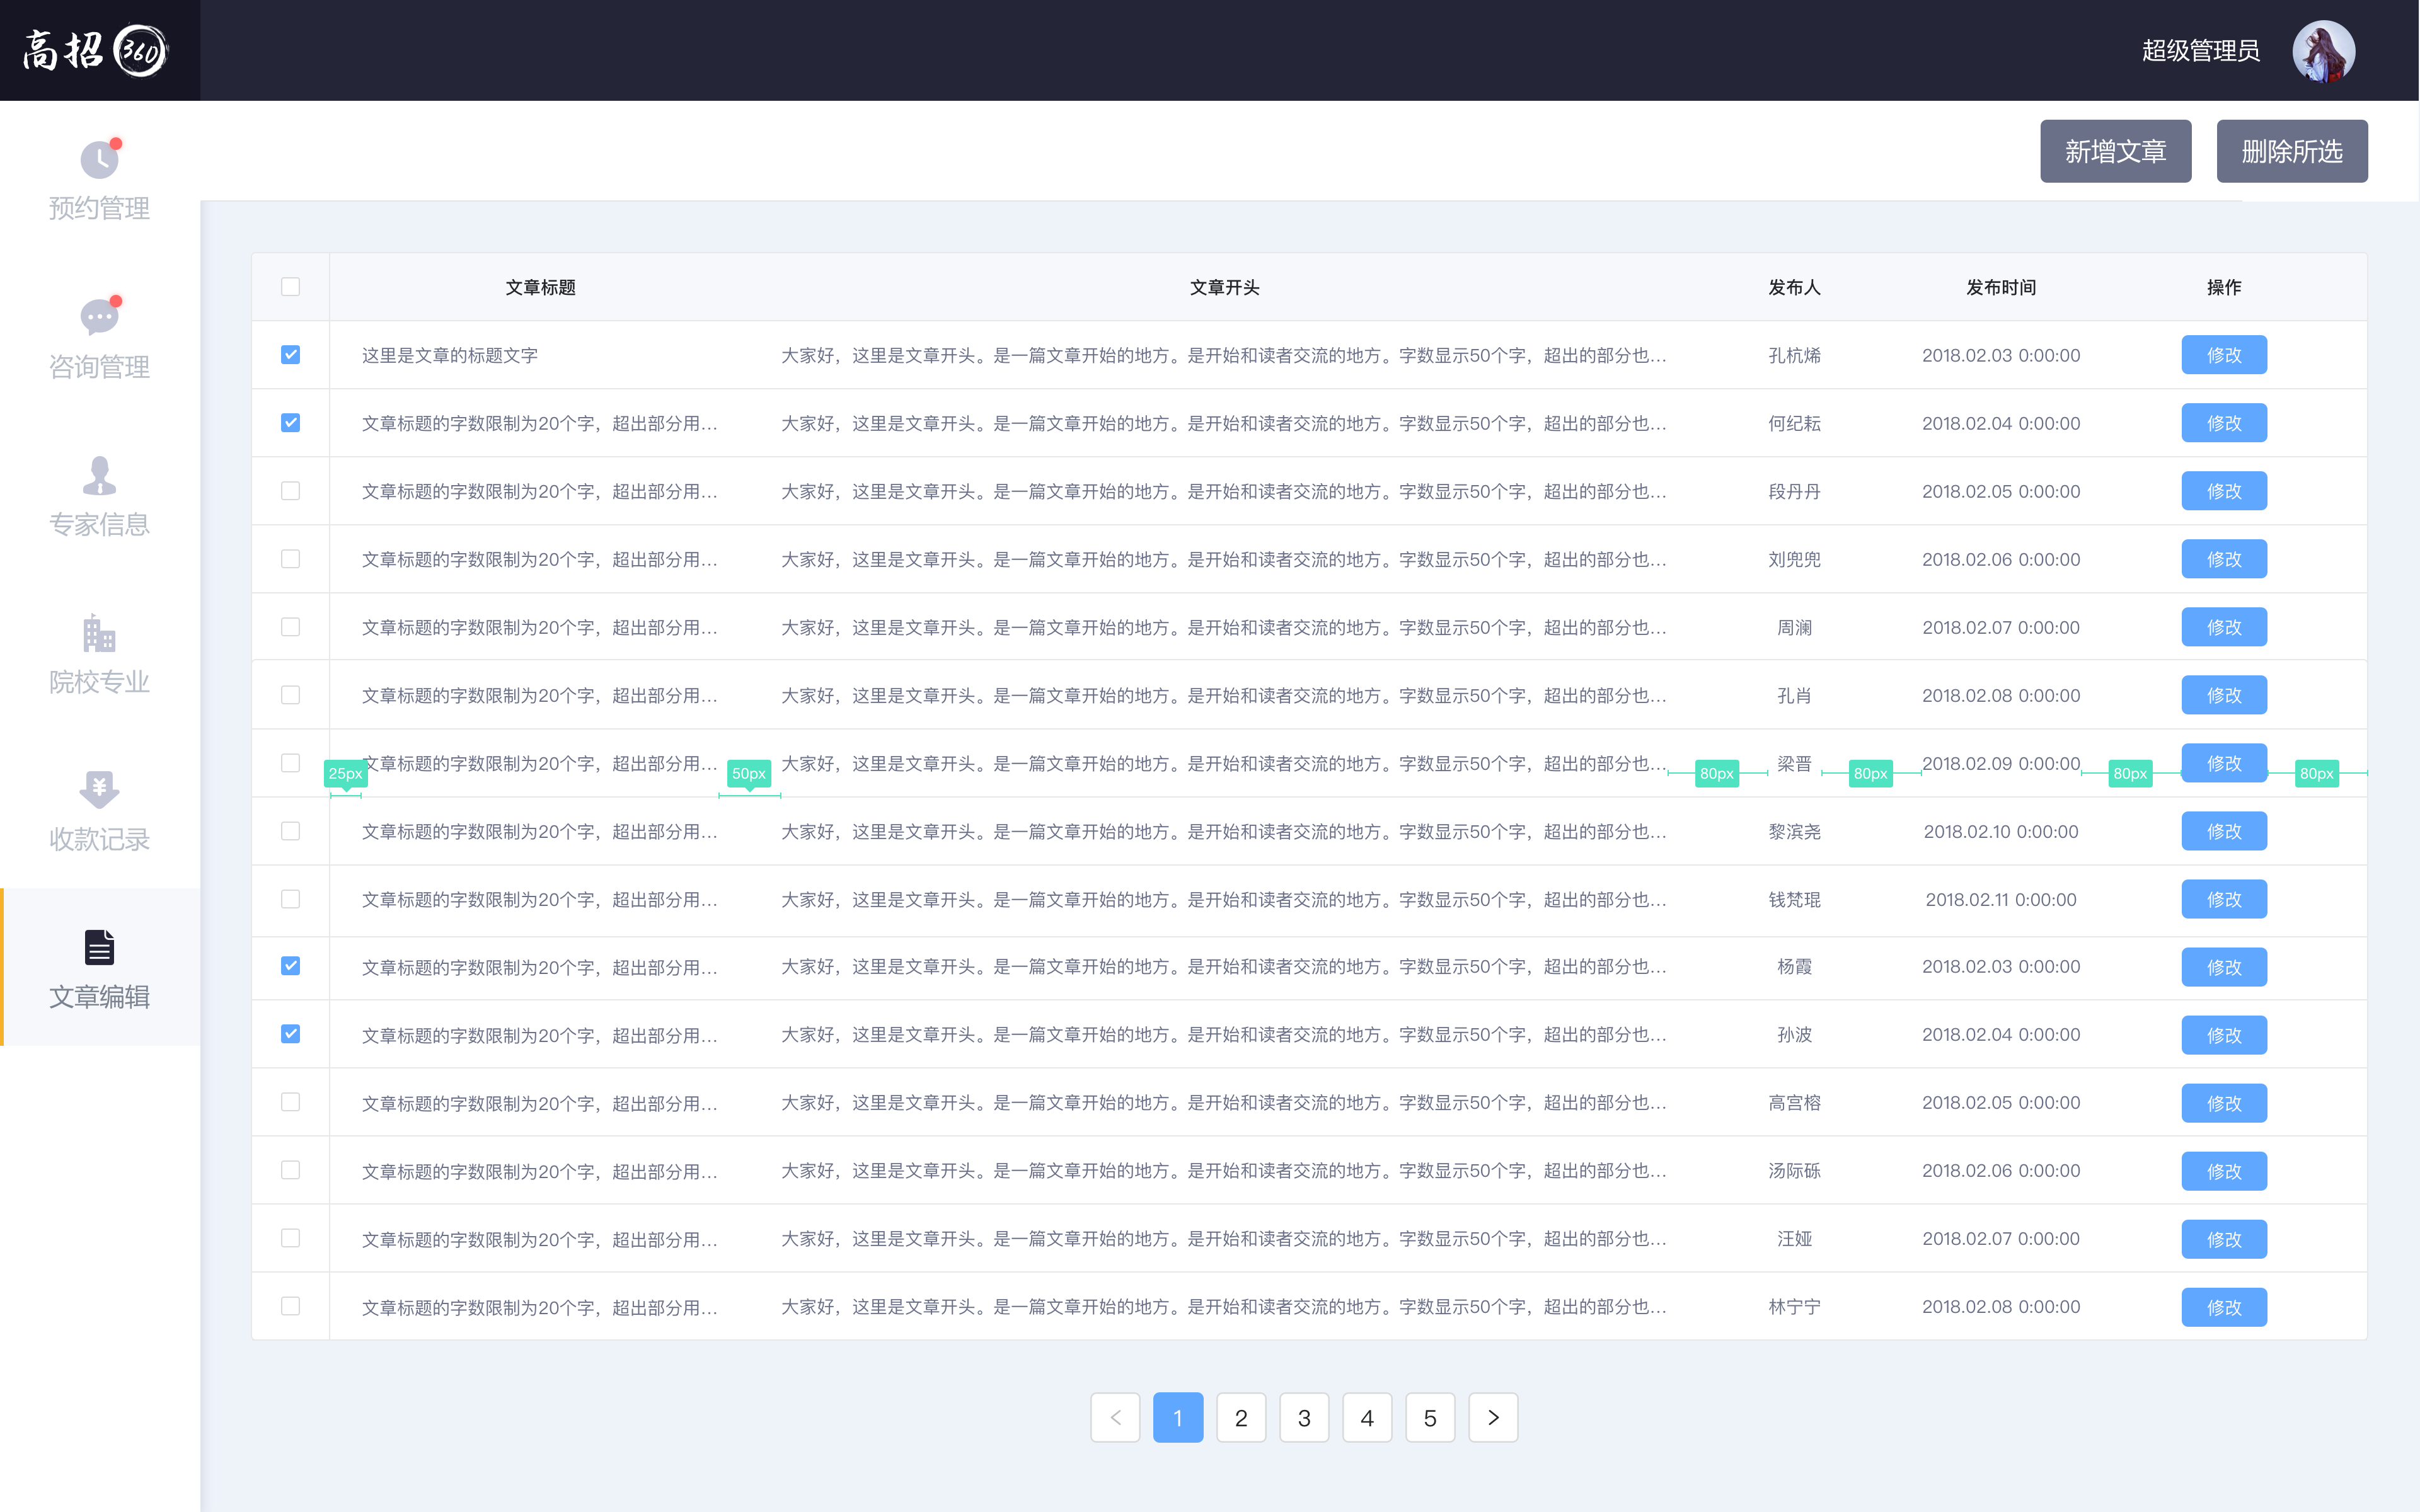 高招360
超级管理员
新增文章 删除所选
预约管理
咨询管理
专家信息
院校专业
收款记录
文章编辑
文章标题 文章开头 发布人 发布时间 操作
这里是文章的标题文字 大家好，这里是文章开头。是一篇文章开始的地方。是开始和读者交流的地方。字数显示50个字，超出的部分也... 孔杭烯 2018.02.03 0:00:00 修改
文章标题的字数限制为20个字，超出部分用... 大家好，这里是文章开头。是一篇文章开始的地方。是开始和读者交流的地方。字数显示50个字，超出的部分也... 何纪耘 2018.02.04 0:00:00 修改
文章标题的字数限制为20个字，超出部分用... 大家好，这里是文章开头。是一篇文章开始的地方。是开始和读者交流的地方。字数显示50个字，超出的部分也... 段丹丹 2018.02.05 0:00:00 修改
文章标题的字数限制为20个字，超出部分用... 大家好，这里是文章开头。是一篇文章开始的地方。是开始和读者交流的地方。字数显示50个字，超出的部分也... 刘兜兜 2018.02.06 0:00:00 修改
文章标题的字数限制为20个字，超出部分用... 大家好，这里是文章开头。是一篇文章开始的地方。是开始和读者交流的地方。字数显示50个字，超出的部分也... 周澜 2018.02.07 0:00:00 修改
文章标题的字数限制为20个字，超出部分用... 大家好，这里是文章开头。是一篇文章开始的地方。是开始和读者交流的地方。字数显示50个字，超出的部分也... 孔肖 2018.02.08 0:00:00 修改
文章标题的字数限制为20个字，超出部分用... 大家好，这里是文章开头。是一篇文章开始的地方。是开始和读者交流的地方。字数显示50个字，超出的部分也... 梁晋 2018.02.09 0:00:00 修改
25px 50px 80px 80px 80px 80px
文章标题的字数限制为20个字，超出部分用... 大家好，这里是文章开头。是一篇文章开始的地方。是开始和读者交流的地方。字数显示50个字，超出的部分也... 黎滨尧 2018.02.10 0:00:00 修改
文章标题的字数限制为20个字，超出部分用... 大家好，这里是文章开头。是一篇文章开始的地方。是开始和读者交流的地方。字数显示50个字，超出的部分也... 钱梵琨 2018.02.11 0:00:00 修改
文章标题的字数限制为20个字，超出部分用... 大家好，这里是文章开头。是一篇文章开始的地方。是开始和读者交流的地方。字数显示50个字，超出的部分也... 杨霞 2018.02.03 0:00:00 修改
文章标题的字数限制为20个字，超出部分用... 大家好，这里是文章开头。是一篇文章开始的地方。是开始和读者交流的地方。字数显示50个字，超出的部分也... 孙波 2018.02.04 0:00:00 修改
文章标题的字数限制为20个字，超出部分用... 大家好，这里是文章开头。是一篇文章开始的地方。是开始和读者交流的地方。字数显示50个字，超出的部分也... 高宫榕 2018.02.05 0:00:00 修改
文章标题的字数限制为20个字，超出部分用... 大家好，这里是文章开头。是一篇文章开始的地方。是开始和读者交流的地方。字数显示50个字，超出的部分也... 汤际砾 2018.02.06 0:00:00 修改
文章标题的字数限制为20个字，超出部分用... 大家好，这里是文章开头。是一篇文章开始的地方。是开始和读者交流的地方。字数显示50个字，超出的部分也... 汪娅 2018.02.07 0:00:00 修改
文章标题的字数限制为20个字，超出部分用... 大家好，这里是文章开头。是一篇文章开始的地方。是开始和读者交流的地方。字数显示50个字，超出的部分也... 林宁宁 2018.02.08 0:00:00 修改
< 1 2 3 4 5 >